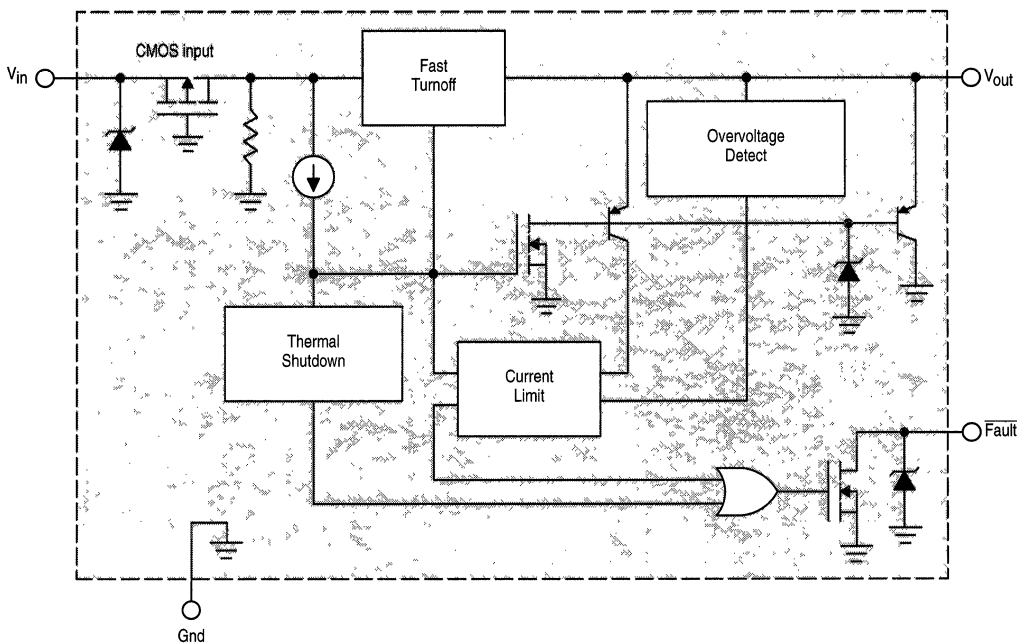 CMOS input
Vin
Fast
Turnoff
Vout
Overvoltage
Detect
Thermal
Shutdown
Current
Limit
Fault
Gnd